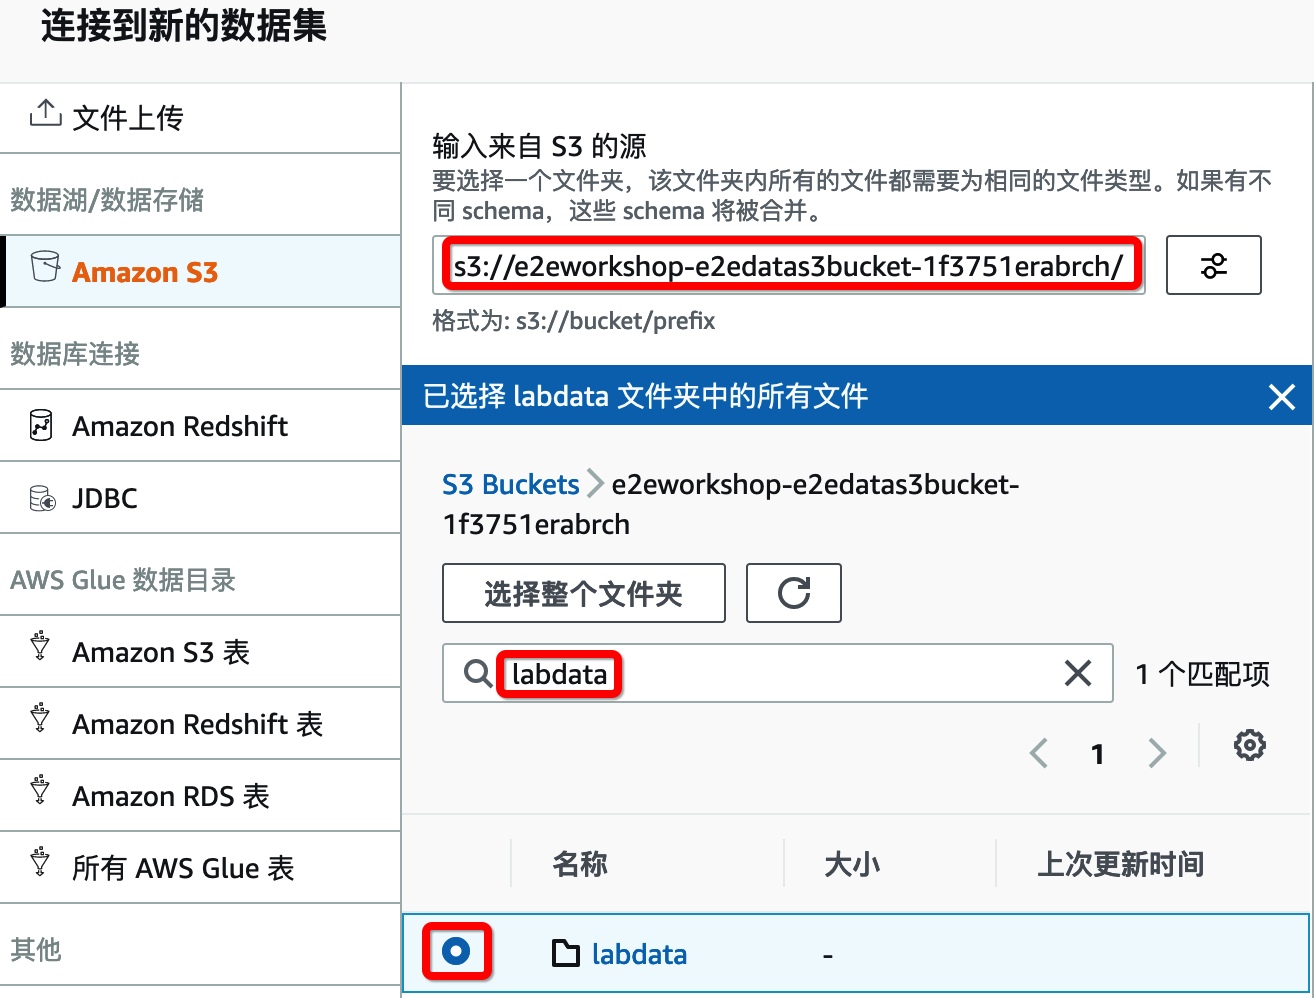 连接到新的数据集
文件上传
数据湖/数据存储
Amazon S3
数据库连接
Amazon Redshift
JDBC
AWS Glue 数据目录
Amazon S3 表
Amazon Redshift 表
Amazon RDS 表
所有 AWS Glue 表
其他
输入来自 S3 的源
要选择一个文件夹，该文件夹内所有的文件都需要为相同的文件类型。如果有不
同 schema，这些 schema 将被合并。
s3://e2eworkshop-e2edatas3bucket-1f3751erabrch/
格式为: s3://bucket/prefix
已选择 labdata 文件夹中的所有文件
S3 Buckets e2eworkshop-e2edatas3bucket-
1f3751erabrch
选择整个文件夹
labdata 1 个匹配项
1
名称 大小 上次更新时间
labdata -